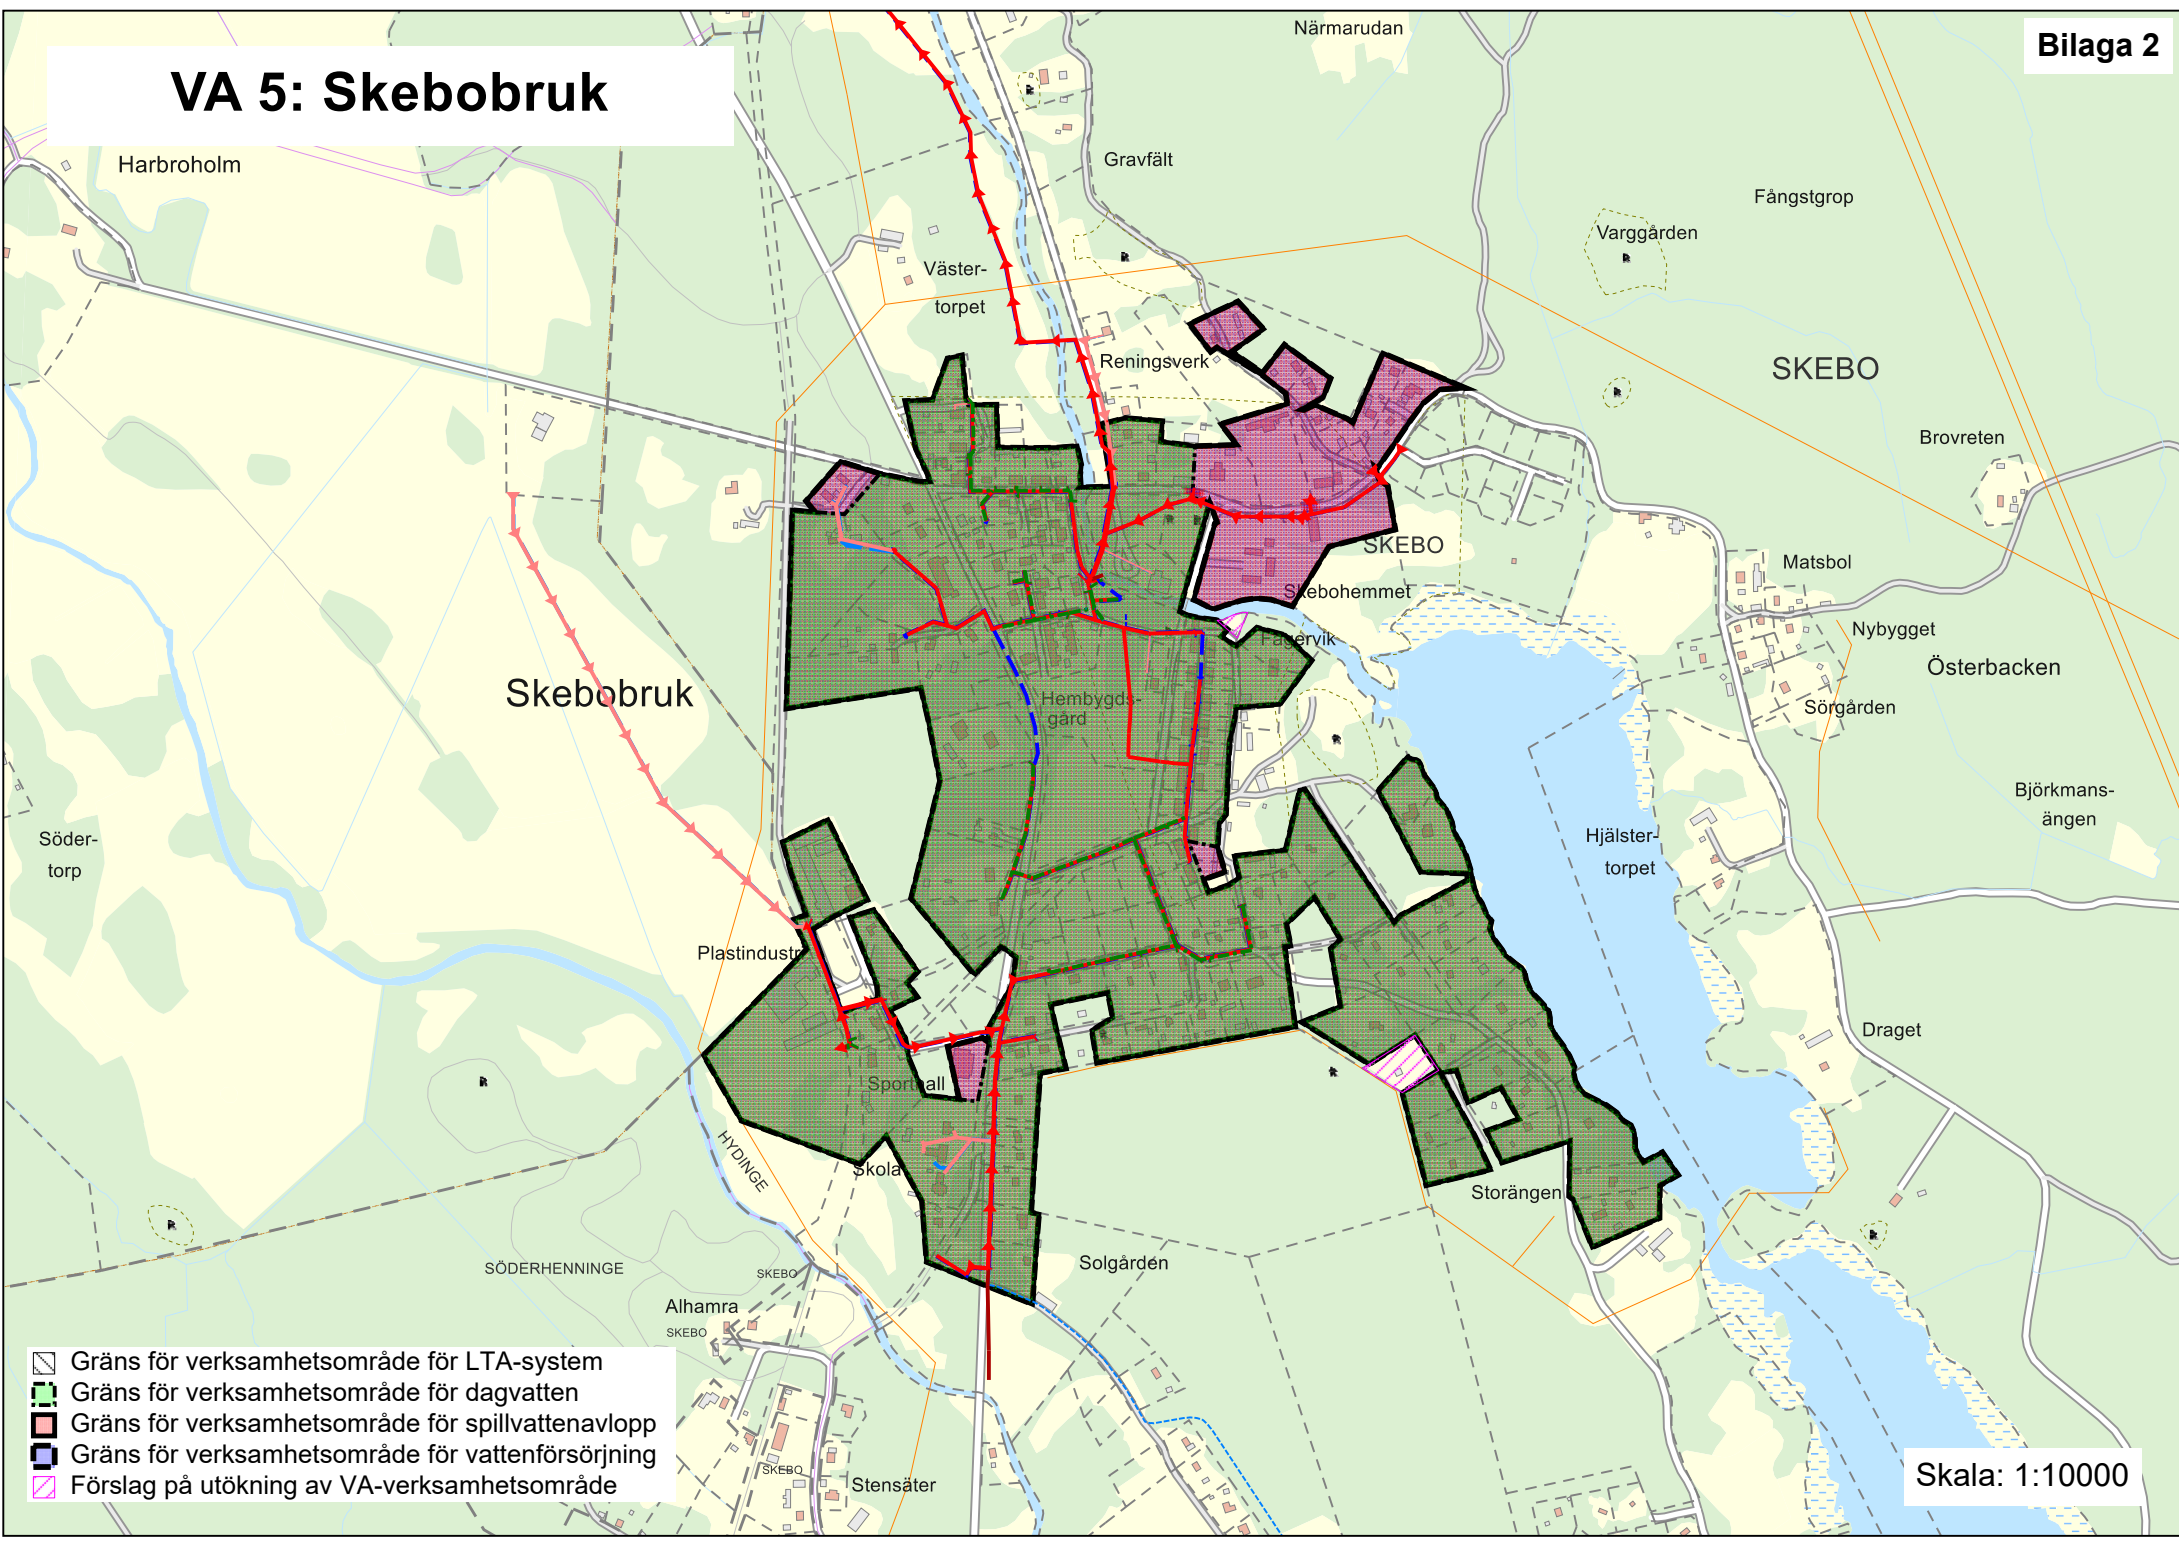 VA 5: Skebobruk
Bilaga 2
Närmarudan
Harbroholm
Gravfält
Fångstgrop
Varggården
Väster-
torpet
Reningsverk
SKEBO
Brovreten
SKEBO
Matsbol
Skebohemmet
Fagervik
Nybygget
Österbacken
Skebobruk
Hembygds-
gård
Sörgården
Björkmans-
ängen
Söder-
torp
Hjälster-
torpet
Plastindustri
Draget
Sporthall
HYDINGE
Skola
Storängen
Solgården
SÖDERHENNINGE
SKEBO
Alhamra
SKEBO
SKEBO
Stensäter
Gräns för verksamhetsområde för LTA-system
Gräns för verksamhetsområde för dagvatten
Gräns för verksamhetsområde för spillvattenavlopp
Gräns för verksamhetsområde för vattenförsörjning
Förslag på utökning av VA-verksamhetsområde
Skala: 1:10000